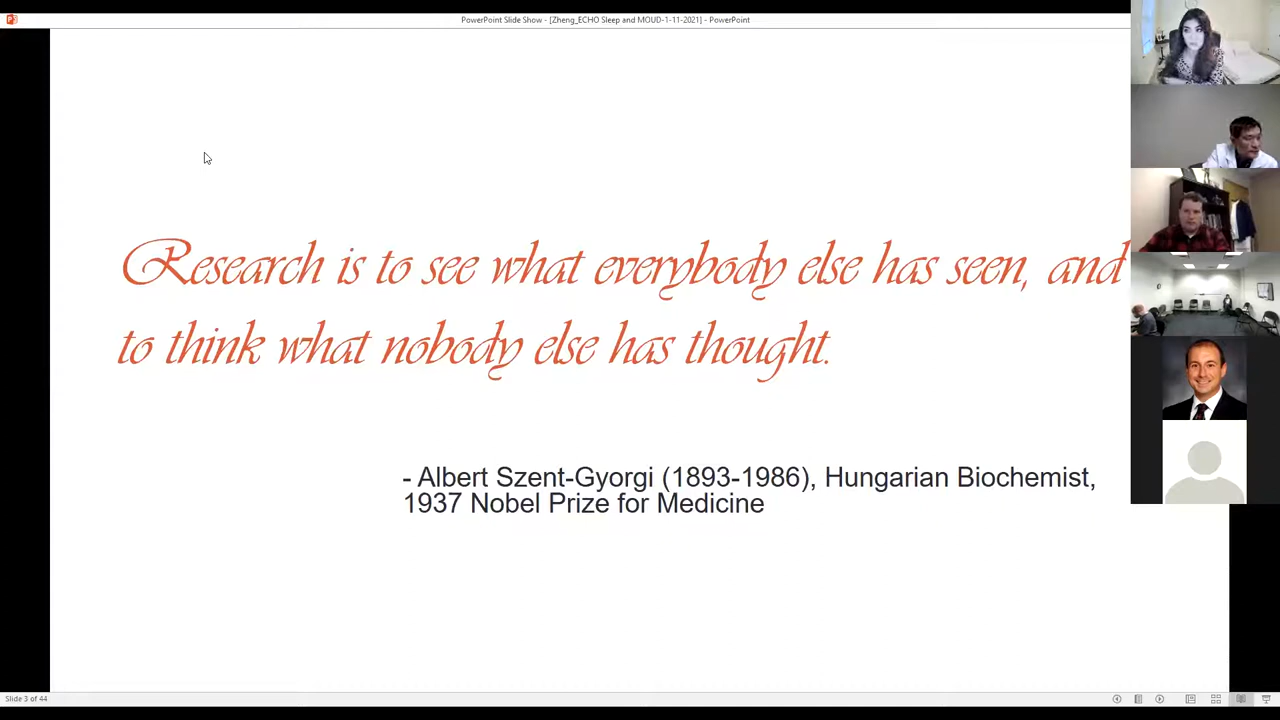 PowerPoint Slide Show - [Zheng_ECHO Sleep and MOUD-1-11-2021] - PowerPoint
Research is to see what everybody else has seen, and
to think what nobody else has thought.
- Albert Szent-Gyorgi (1893-1986), Hungarian Biochemist,
1937 Nobel Prize for Medicine
Slide 3 of 44